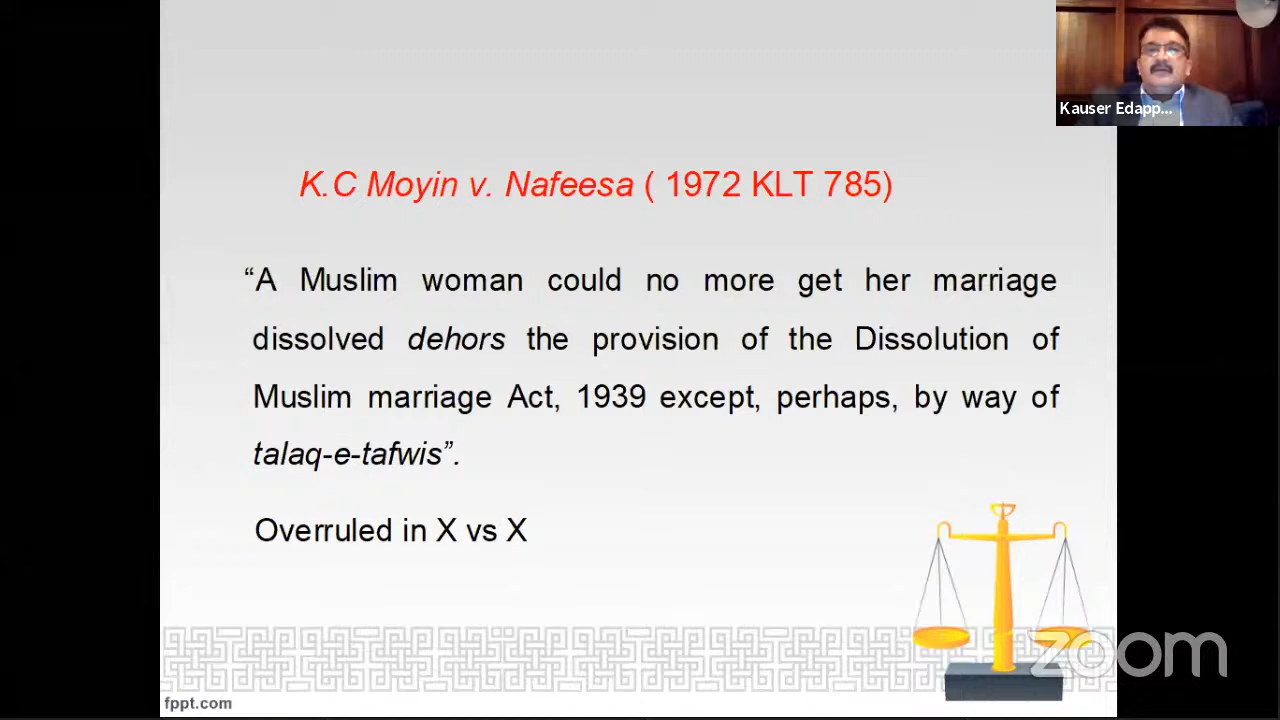 Kauser Edapp...
K.C Moyin v. Nafeesa ( 1972 KLT 785)
“A Muslim woman could no more get her marriage
dissolved dehors the provision of the Dissolution of
Muslim marriage Act, 1939 except, perhaps, by way of
talaq-e-tafwis”.
Overruled in X vs X
zoom
fppt.com